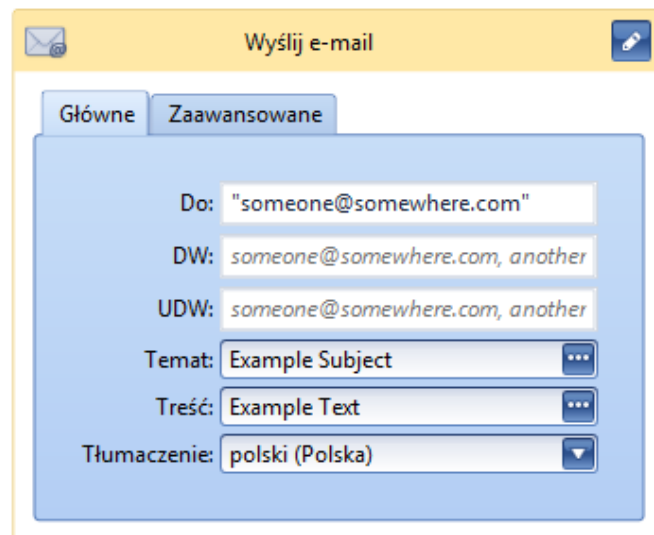 Wyślij e-mail
Główne Zaawansowane
Do: "someone@somewhere.com"
DW: someone@somewhere.com, another
UDW: someone@somewhere.com, another
Temat: Example Subject
Treść: Example Text
Tłumaczenie: polski (Polska)